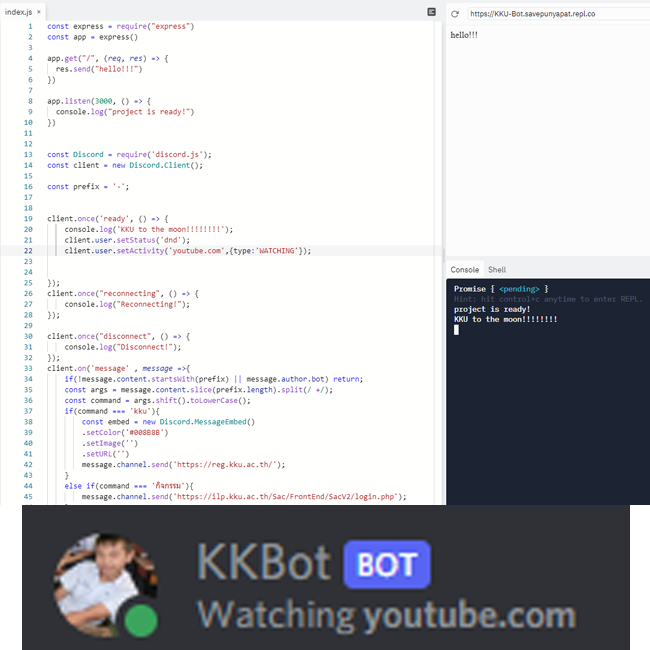 index.js ×
1 const express = require("express")
2 const app = express()
3
4 app.get("/", (req, res) => {
5 res.send("hello!!!")
6 })
7
8 app.listen(3000, () => {
9 console.log("project is ready!")
10 })
11
12
13 const Discord = require('discord.js');
14 const client = new Discord.Client();
15
16 const prefix = '-';
17
18
19 client.once('ready', () => {
20 console.log('KKU to the moon!!!!!!!!');
21 client.user.setStatus('dnd');
22 client.user.setActivity('youtube.com',{type:'WATCHING'});
23
24
25 });
26 client.once("reconnecting", () => {
27 console.log("Reconnecting!");
28 });
29
30 client.once("disconnect", () => {
31 console.log("Disconnect!");
32 });
33 client.on('message' , message =>{
34 if(!message.content.startsWith(prefix) || message.author.bot) return;
35 const args = message.content.slice(prefix.length).split(/ +/);
36 const command = args.shift().toLowerCase();
37 if(command === 'kku'){
38 const embed = new Discord.MessageEmbed()
39 .setColor('#008B8B')
40 .setImage('')
41 .setURL('')
42 message.channel.send('https://reg.kku.ac.th/');
43 }
44 else if(command === 'กิจกรรม'){
45 message.channel.send('https://ilp.kku.ac.th/Sac/FrontEnd/SacV2/login.php');
https://KKU-Bot.savepunyapat.repl.co
hello!!!
Console Shell
Promise { <pending> }
Hint: hit control+c anytime to enter REPL.
project is ready!
KKU to the moon!!!!!!!!
KKBot BOT
Watching youtube.com